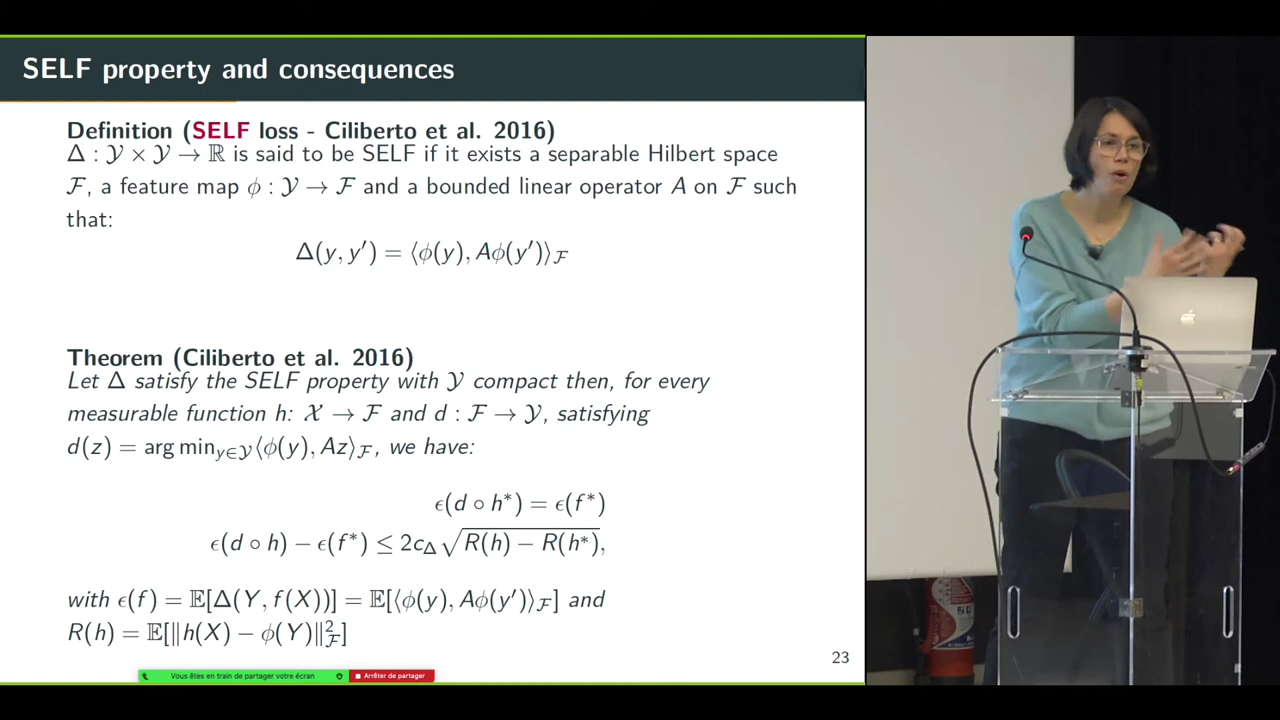 SELF property and consequences
Definition (SELF loss - Ciliberto et al. 2016)
Δ : 𝒴 × 𝒴 → ℝ is said to be SELF if it exists a separable Hilbert space
ℱ, a feature map ϕ : 𝒴 → ℱ and a bounded linear operator A on ℱ such
that:
Δ(y, y′) = ⟨ϕ(y), Aϕ(y′)⟩_ℱ
Theorem (Ciliberto et al. 2016)
Let Δ satisfy the SELF property with 𝒴 compact then, for every
measurable function h: 𝒳 → ℱ and d : ℱ → 𝒴, satisfying
d(z) = arg min_{y∈𝒴}⟨ϕ(y), Az⟩_ℱ, we have:
ϵ(d ∘ h*) = ϵ(f*)
ϵ(d ∘ h) − ϵ(f*) ≤ 2c_Δ √(R(h) − R(h*)),
with ϵ(f) = 𝔼[Δ(Y, f(X))] = 𝔼[⟨ϕ(y), Aϕ(y′)⟩_ℱ] and
R(h) = 𝔼[‖h(X) − ϕ(Y)‖²_ℱ]
23
Vous êtes en train de partager votre écran
Arrêter de partager